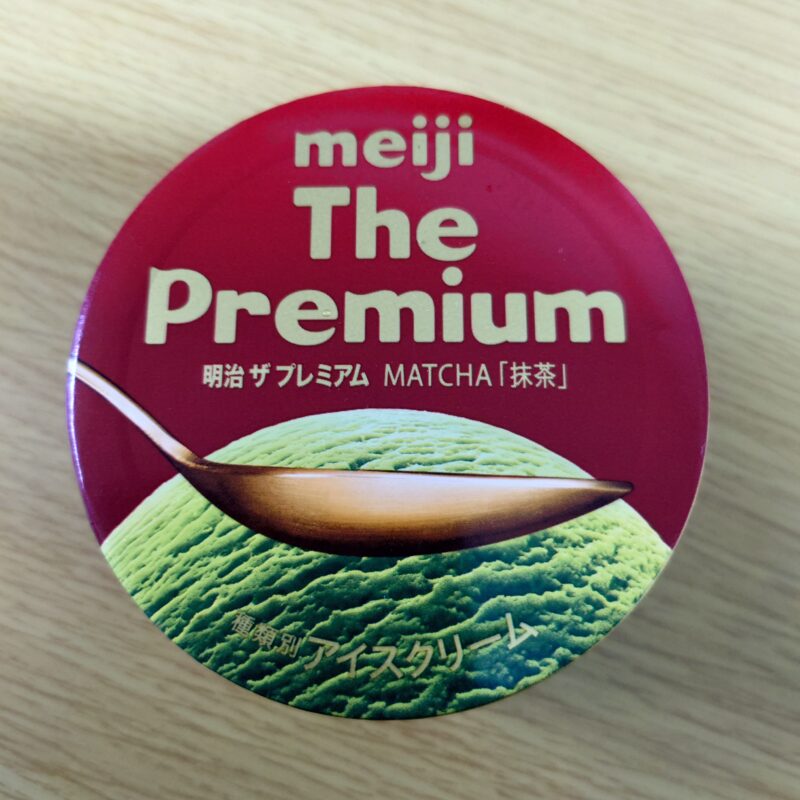 meiji
The
Premium
明治 ザ プレミアム MATCHA「抹茶」
種類別 アイスクリーム